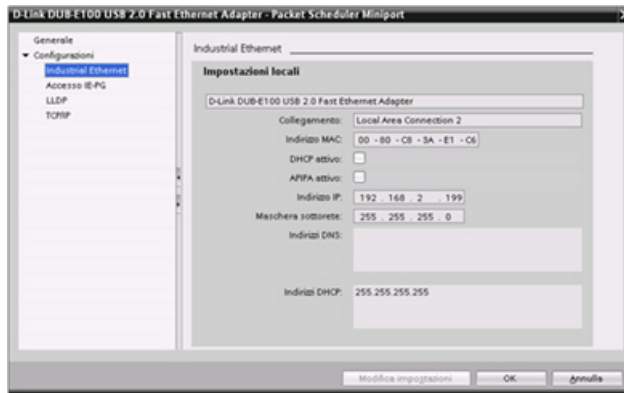 D-Link DUB-E100 USB 2.0 Fast Ethernet Adapter - Packet Scheduler Miniport
Generale
Configurazioni
Industrial Ethernet
Accesso IE-PG
LLDP
TCP/IP
Industrial Ethernet
Impostazioni locali
D-Link DUB-E100 USB 2.0 Fast Ethernet Adapter
Collegamento: Local Area Connection 2
Indirizzo MAC: 00 - 80 - C8 - 3A - E1 - C6
DHCP attivo:
APIPA attivo:
Indirizzo IP: 192 . 168 . 2 . 199
Maschera sottorete: 255 . 255 . 255 . 0
Indirizzi DNS:
Indirizzi DHCP: 255.255.255.255
Modifica impostazioni OK Annulla